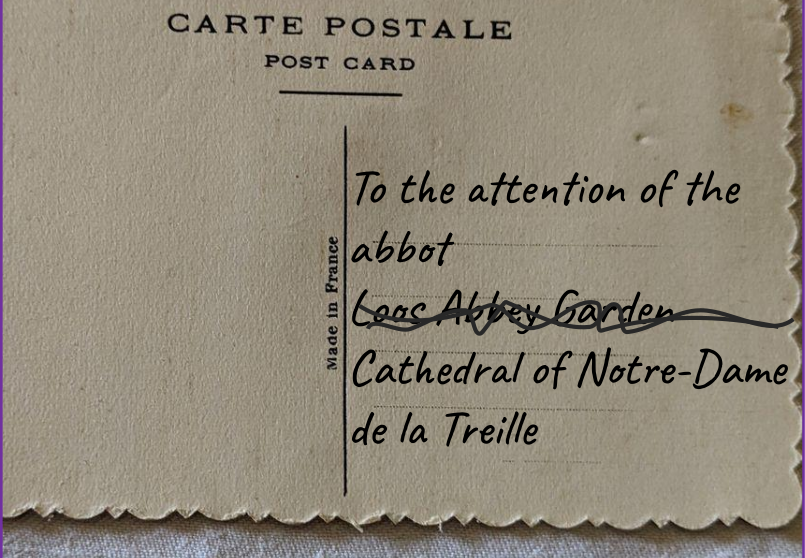 CARTE POSTALE
POST CARD
Made in France
To the attention of the
abbot
Loos Abbey Garden
Cathedral of Notre-Dame
de la Treille